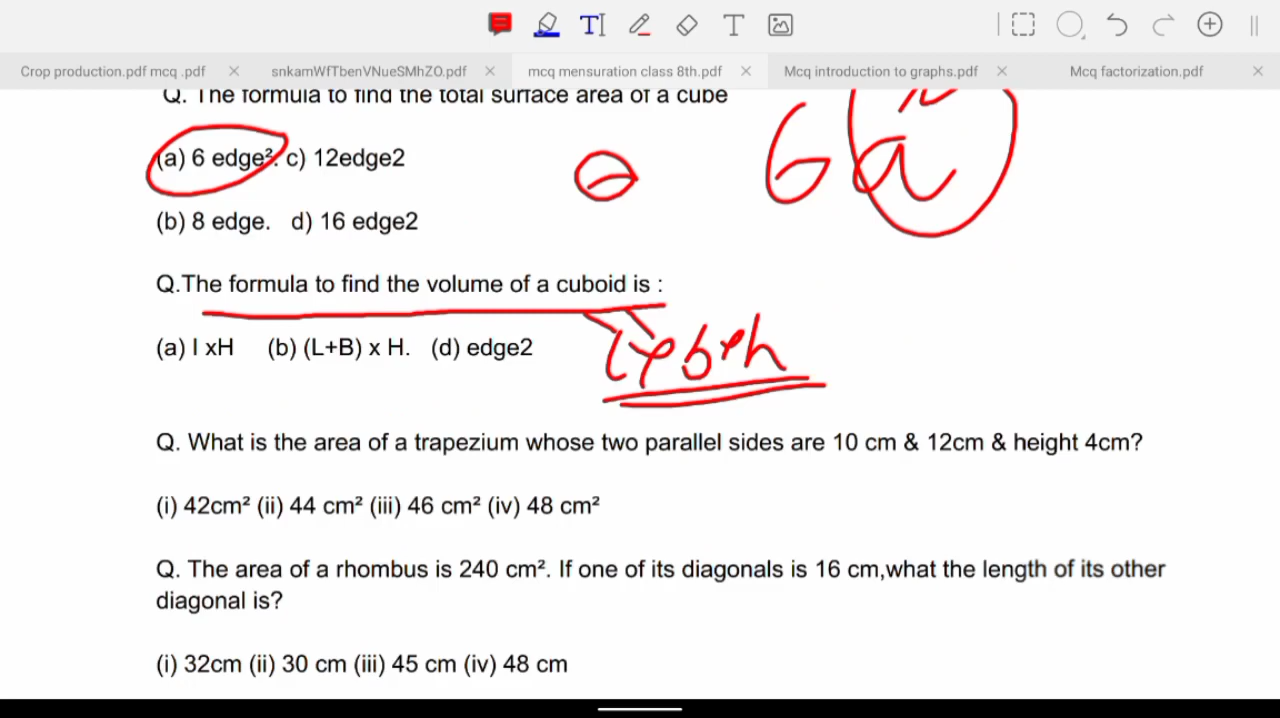 T T
Crop production.pdf mcq .pdf × snkamWfTbenVNueSMhZO.pdf × mcq mensuration class 8th.pdf × Mcq introduction to graphs.pdf × Mcq factorization.pdf ×
Q. The formula to find the total surface area of a cube
(a) 6 edge². c) 12edge2 6 a
(b) 8 edge. d) 16 edge2
Q.The formula to find the volume of a cuboid is :
(a) l xH (b) (L+B) x H. (d) edge2
Q. What is the area of a trapezium whose two parallel sides are 10 cm & 12cm & height 4cm?
(i) 42cm² (ii) 44 cm² (iii) 46 cm² (iv) 48 cm²
Q. The area of a rhombus is 240 cm². If one of its diagonals is 16 cm,what the length of its other
diagonal is?
(i) 32cm (ii) 30 cm (iii) 45 cm (iv) 48 cm